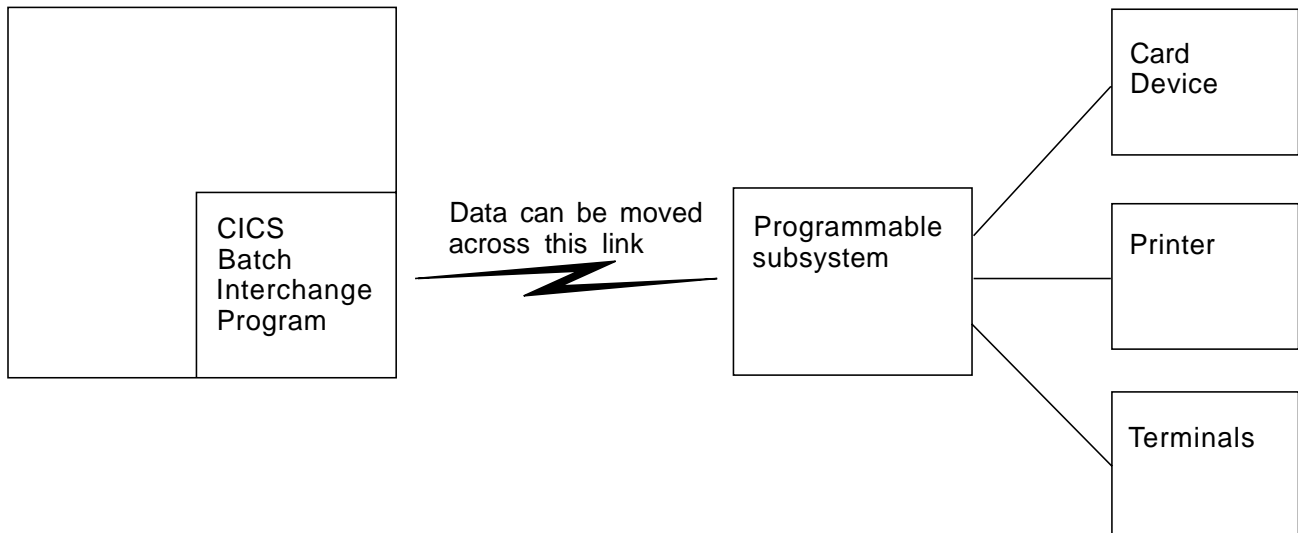 CICS
Batch
Interchange
Program
Data can be moved
across this link
Programmable
subsystem
Card
Device
Printer
Terminals